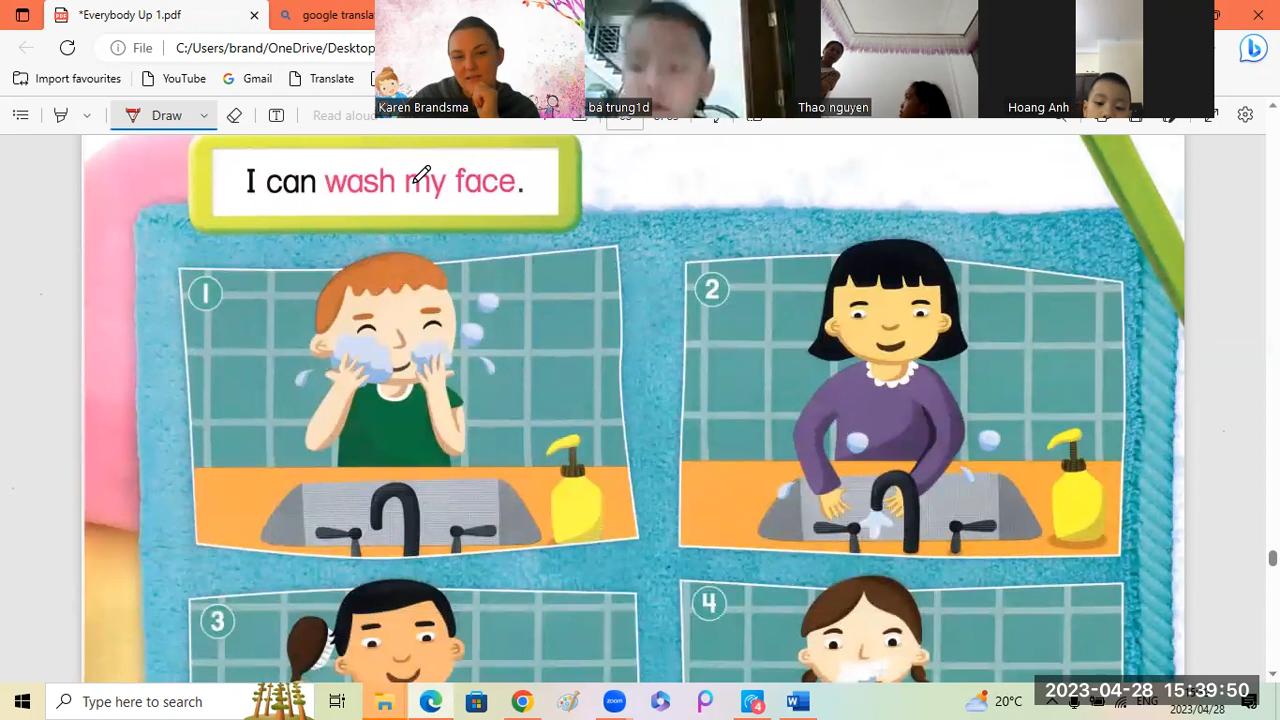 *Everybody Up 1.pdf
google transla
File
C:/Users/brand/OneDrive/Desktop
Import favourites
YouTube
Gmail
Translate
Draw
Read aloud
Karen Brandsma
bá trung1d
Thao nguyen
Hoang Anh
I can wash my face.
1
2
3
4
Type here to search
zoom
4
20°C
ENG
2023-04-28 15:39:50
2023/04/28